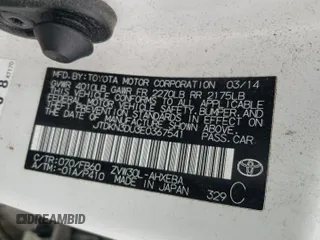 MFD.BY:TOYOTA MOTOR CORPORATION 03/14
GVWR 4010LB GAWR FR 2270LB RR 2175LB
THIS VEHICLE CONFORMS TO ALL APPLICABLE
FEDERAL MOTOR VEHICLE SAFETY, BUMPER, AND
THEFT PREVENTION STANDARDS IN EFFECT ON
THE DATE OF MANUFACTURE SHOWN ABOVE.
JTDKN3DU3E0367541 PASS.CAR
C/TR:070/FB60 ZVW30L-AHXEBA
A/TM:-01A/P410 MADE IN JAPAN 329 C
TOYOTA